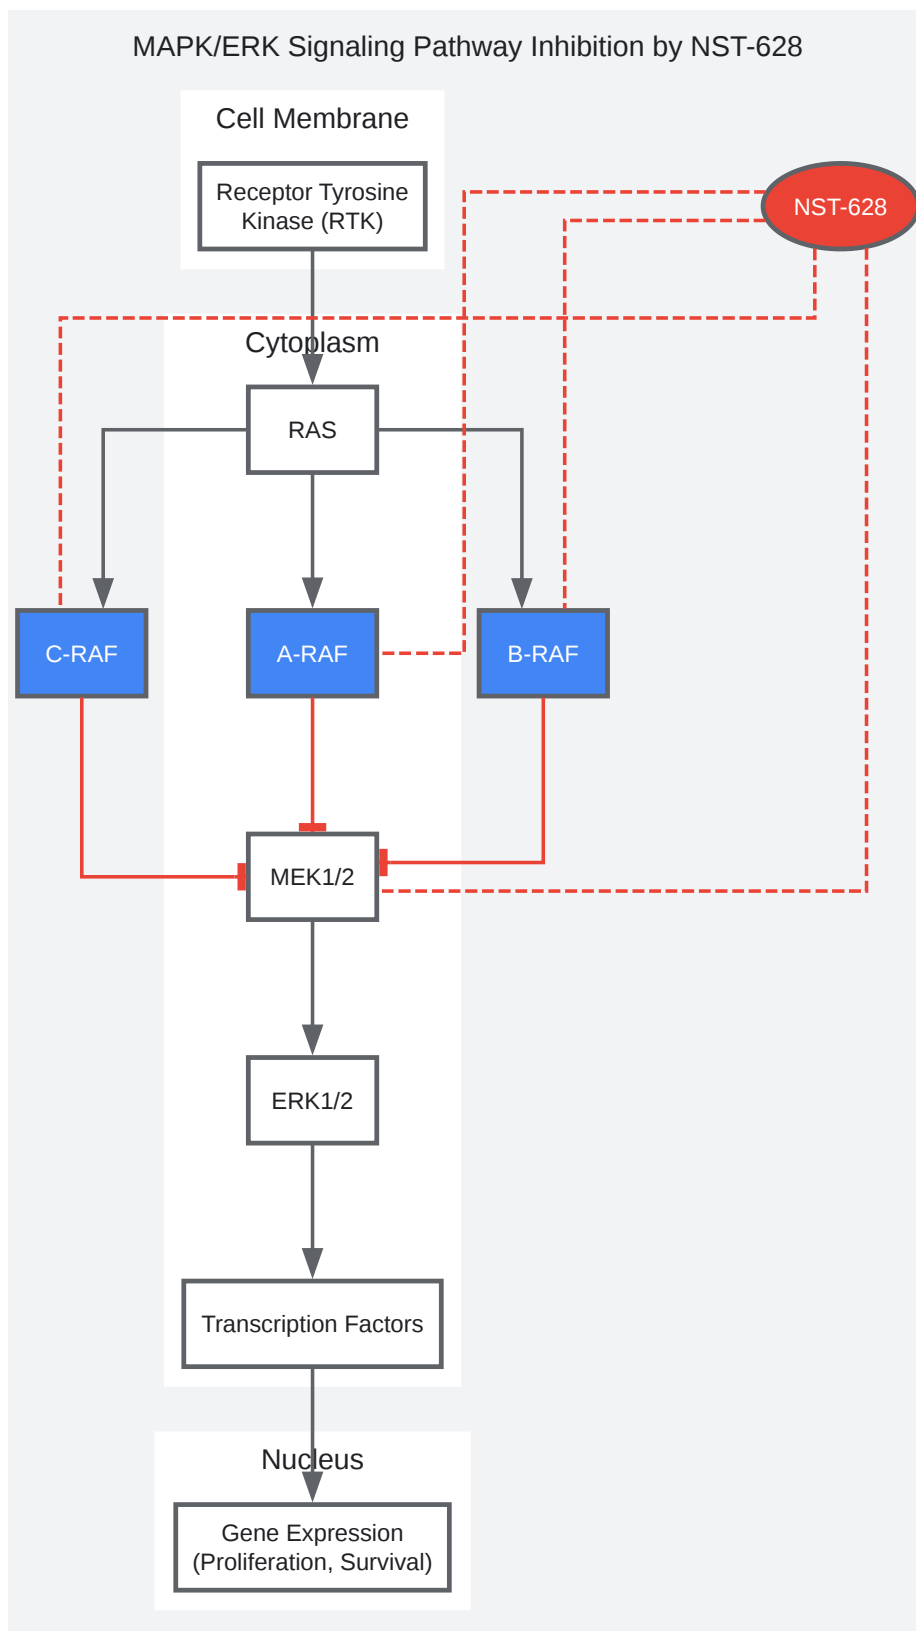 MAPK/ERK Signaling Pathway Inhibition by NST-628
Cell Membrane
Receptor Tyrosine
Kinase (RTK)
NST-628
Cytoplasm
RAS
C-RAF
A-RAF
B-RAF
MEK1/2
ERK1/2
Transcription Factors
Nucleus
Gene Expression
(Proliferation, Survival)